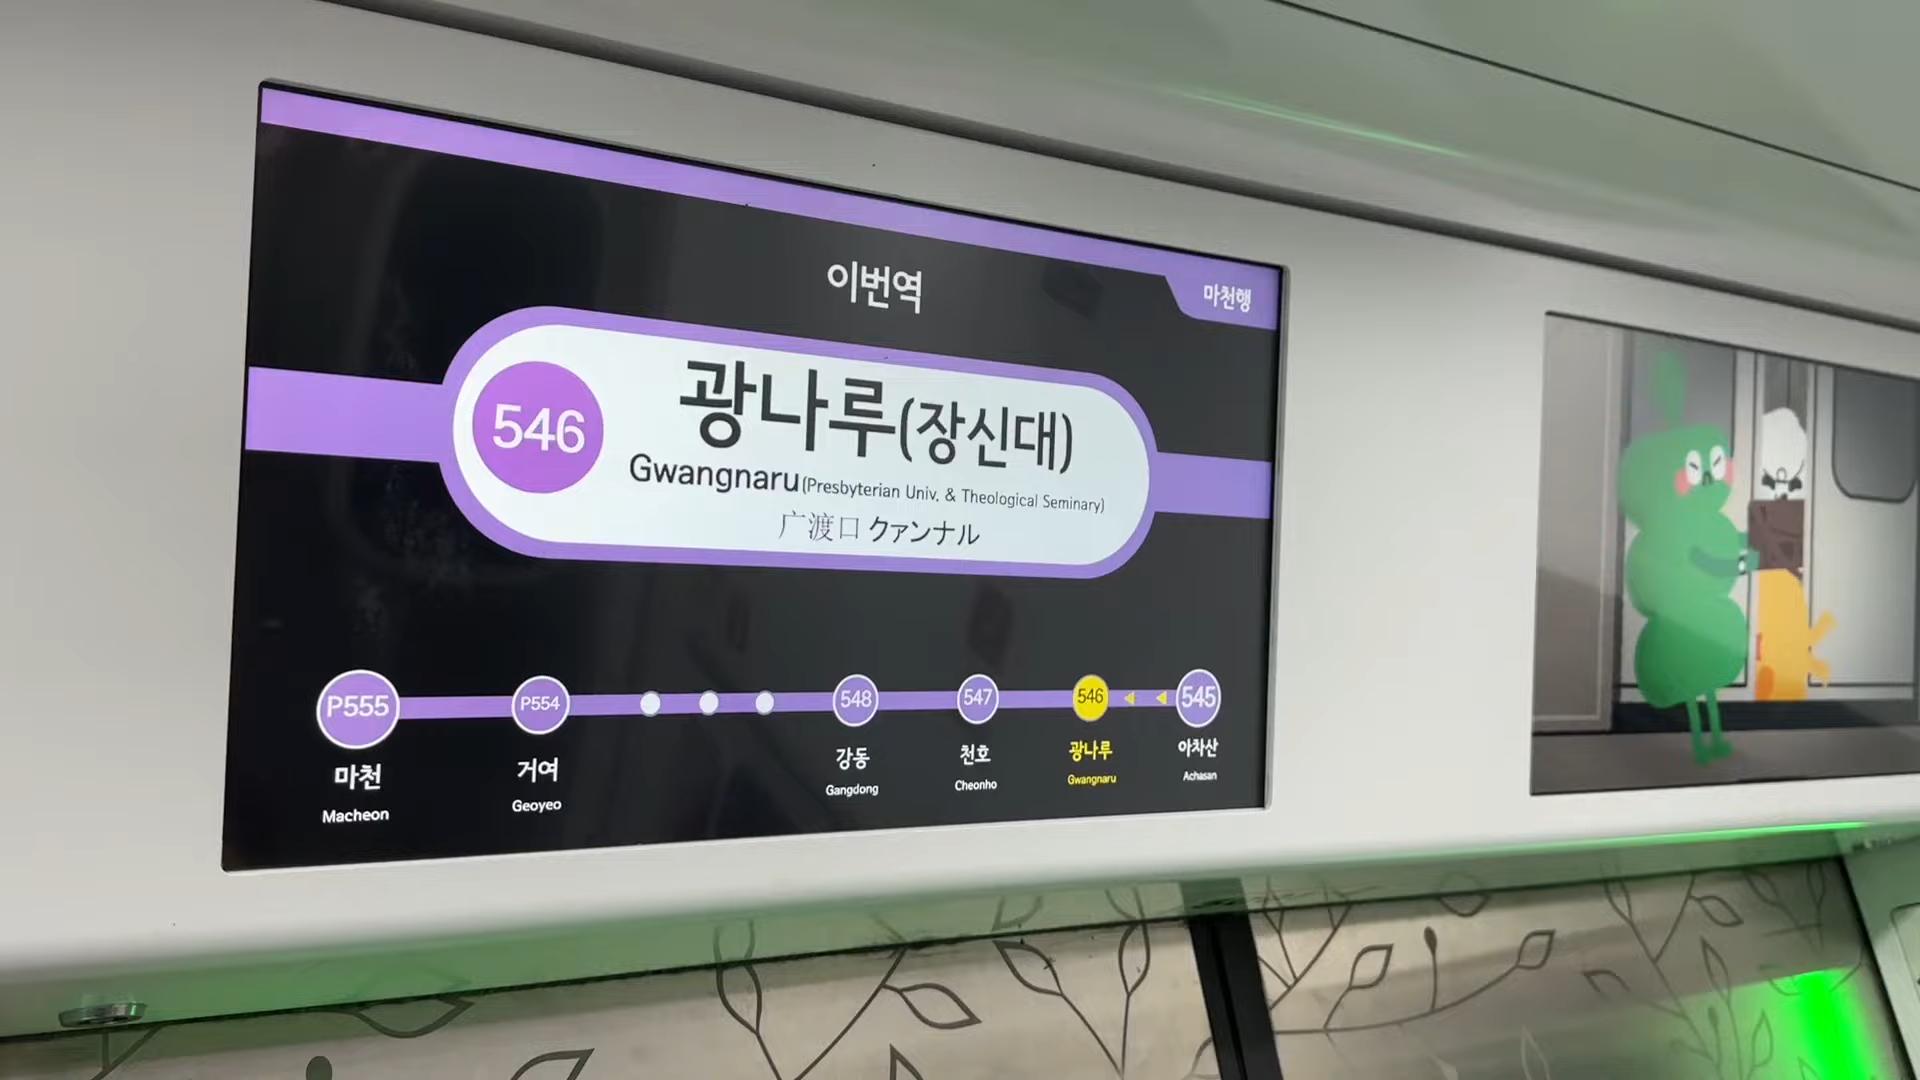 이번역
마천행
546
광나루(장신대)
Gwangnaru(Presbyterian Univ. & Theological Seminary)
广渡口 クァンナル
P555 P554 548 547 546 545
마천 거여 강동 천호 광나루 아차산
Macheon Geoyeo Gangdong Cheonho Gwangnaru Achasan